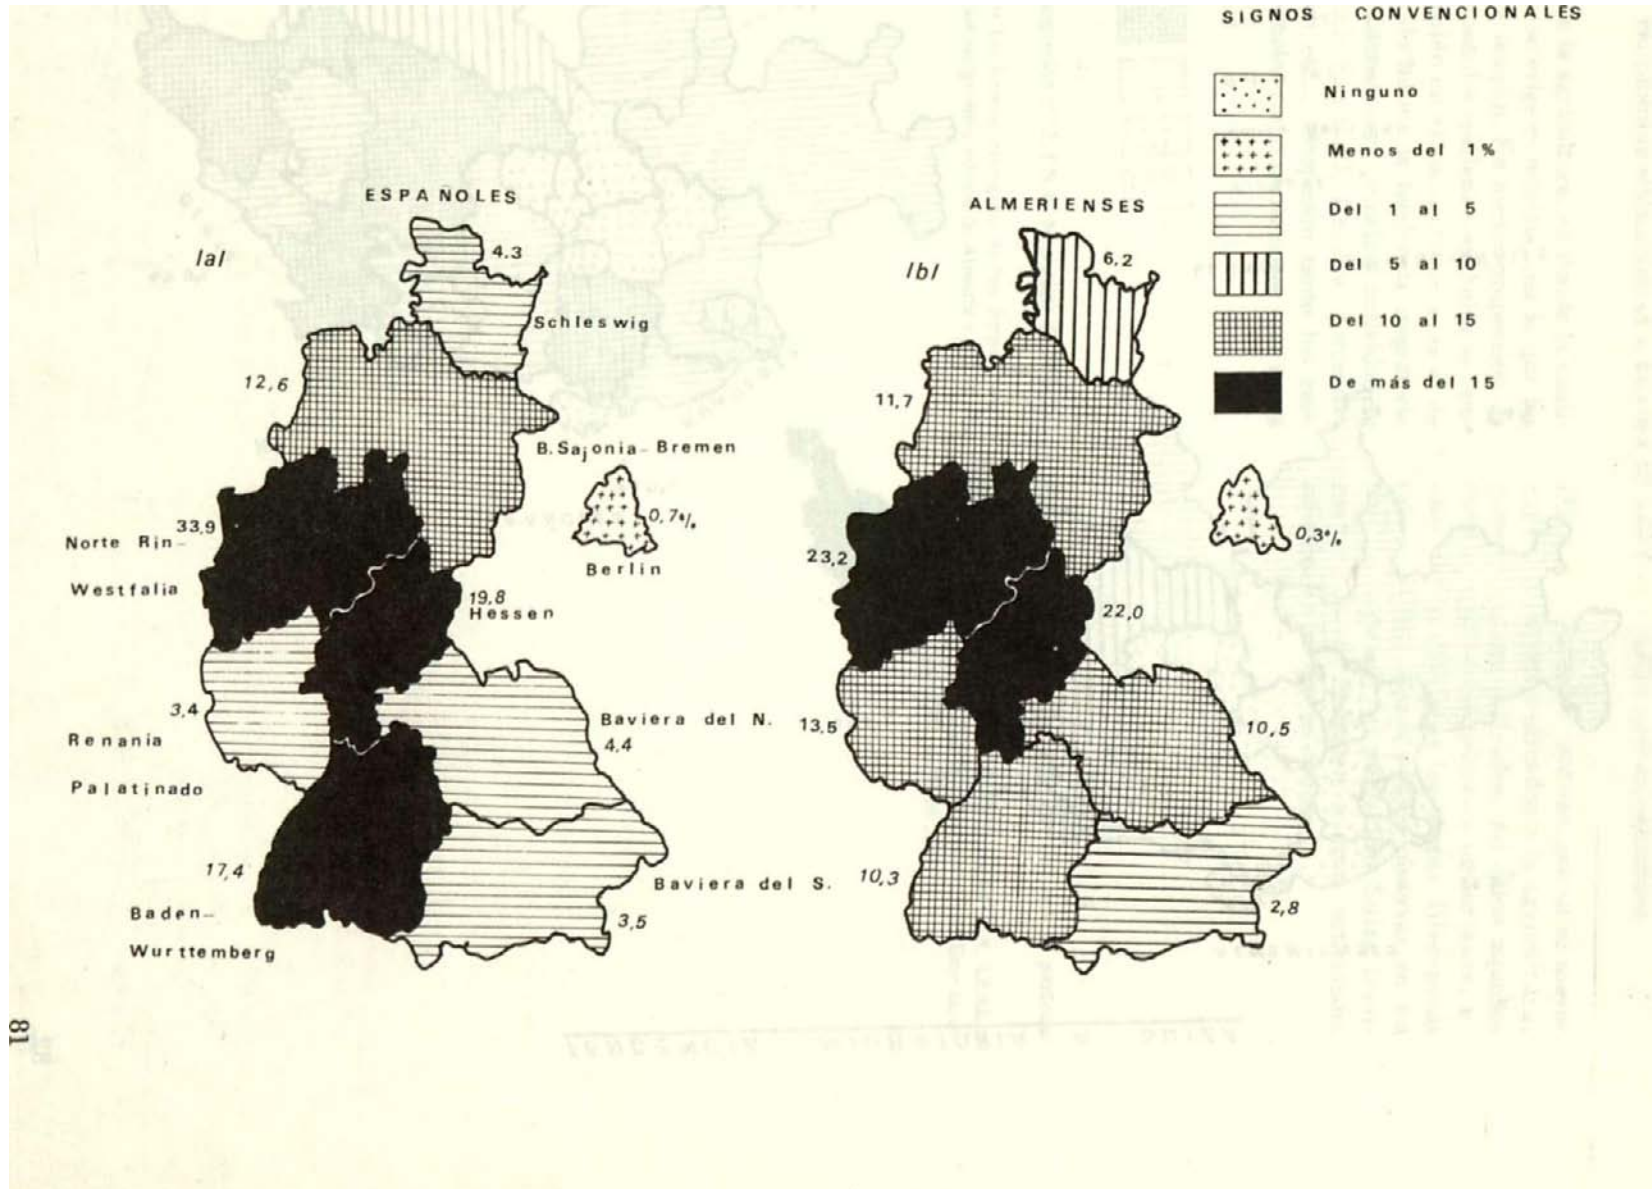 SIGNOS CONVENCIONALES
Ninguno
Menos del 1%
Del 1 al 5
Del 5 al 10
Del 10 al 15
De más del 15
ESPAÑOLES
/a/
4.3
Schleswig
12,6
B.Sajonia-Bremen
33,9
Norte Rin-
Westfalia
0,7%
Berlin
19,8
Hessen
3,4
Renania
Palatinado
Baviera del N.
4,4
17,4
Baden-
Wurttemberg
Baviera del S.
3,5
ALMERIENSES
/b/
6.2
11,7
23,2
0,3%
22,0
13,5
10,5
10,3
2,8
81